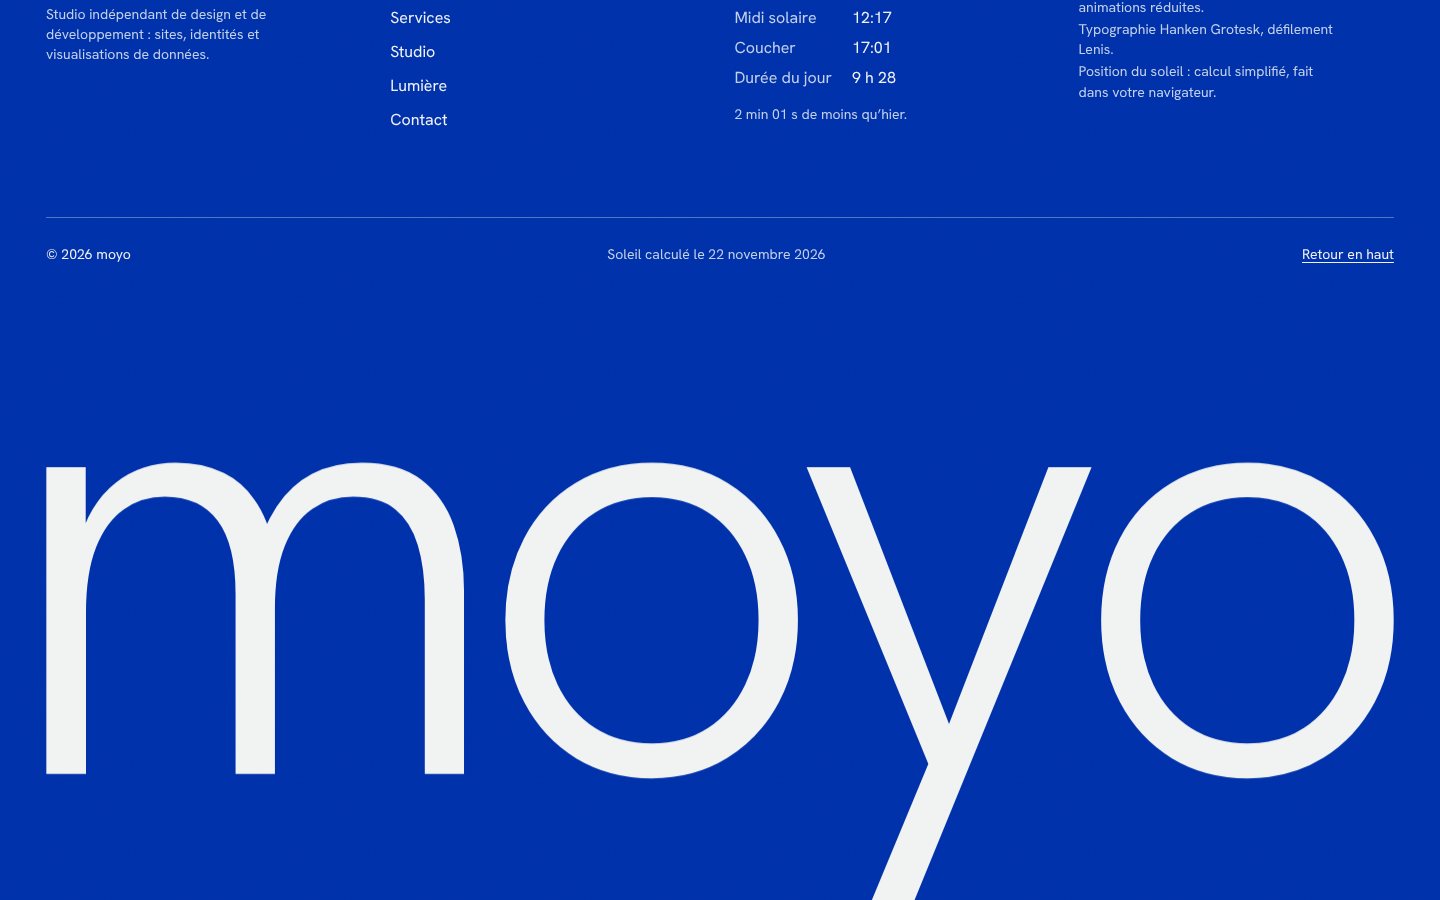 Studio indépendant de design et de
développement : sites, identités et
visualisations de données.
Services
Studio
Lumière
Contact
Midi solaire 12:17
Coucher 17:01
Durée du jour 9 h 28
2 min 01 s de moins qu’hier.
animations réduites.
Typographie Hanken Grotesk, défilement
Lenis.
Position du soleil : calcul simplifié, fait
dans votre navigateur.
© 2026 moyo
Soleil calculé le 22 novembre 2026
Retour en haut
moyo